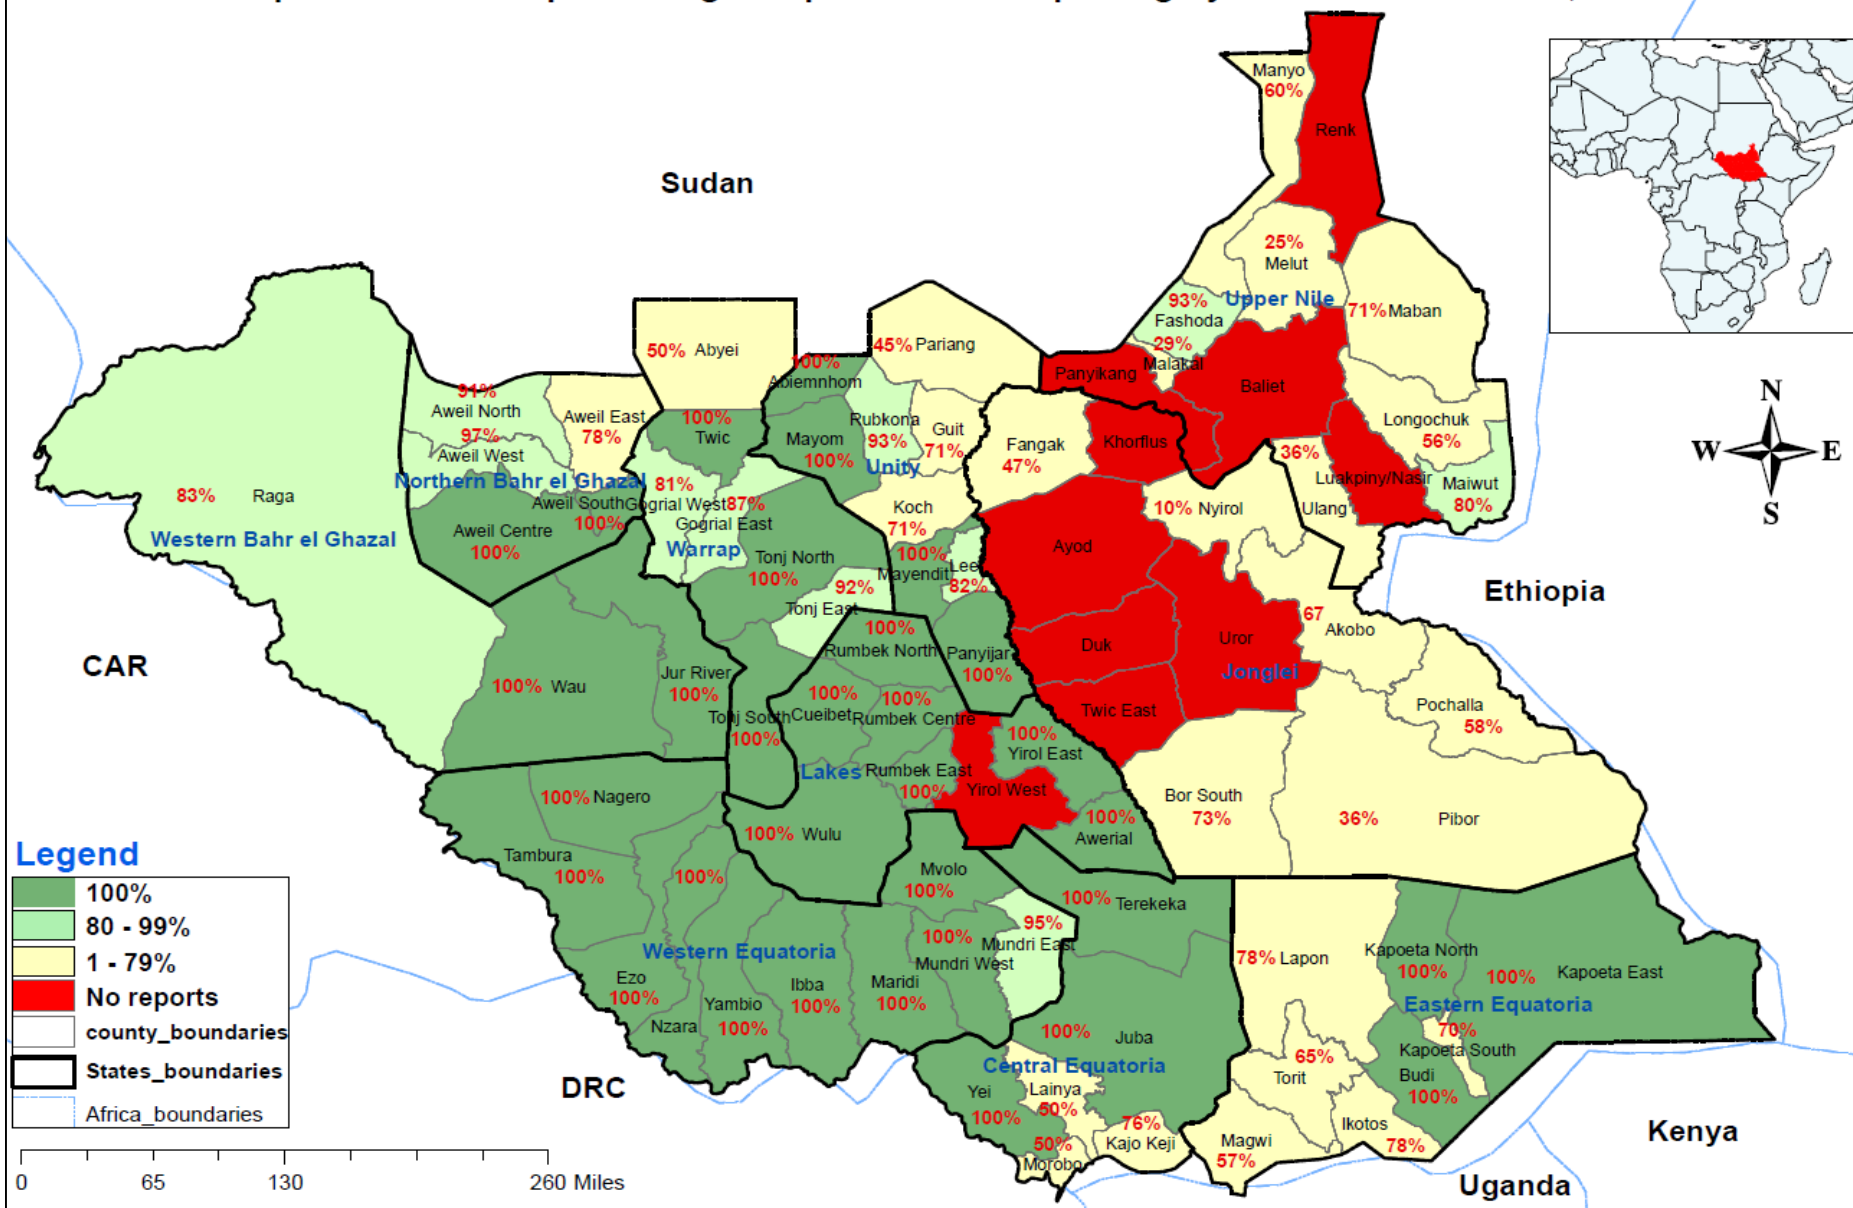 Manyo
60%
Renk
Sudan
25%
Melut
93%
Fashoda
Upper Nile
71% Maban
29%
Malakal
50% Abyei
45% Pariang
100%
Abiemnhom
Panyikang
Baliet
91%
Aweil North
97%
Aweil West
Aweil East
78%
100%
Twic
Mayom
100%
Rubkona
93%
Guit
71%
Unity
Fangak
47%
Khorflus
Longochuk
56%
36%
Ulang
Luakpiny/Nasir
Maiwut
80%
N
W
E
S
83% Raga
Western Bahr el Ghazal
Northern Bahr el Ghazal
Aweil South
100%
Aweil Centre
100%
81%
Gogrial West
87%
Gogrial East
Warrap
Koch
71%
10% Nyirol
Ayod
Tonj North
100%
100%
Mayendit
Leer
82%
92%
Tonj East
Ethiopia
67
Akobo
100%
Rumbek North
Panyijar
100%
Duk
Uror
Jonglei
CAR
100% Wau
Jur River
100%
Tonj South
100%
100%
Cueibet
100%
Rumbek Centre
Twic East
Pochalla
58%
100%
Yirol East
Lakes
Rumbek East
100%
Yirol West
100%
Awerial
Bor South
73%
36% Pibor
100% Nagero
100% Wulu
Tambura
100%
100%
Mvolo
100%
100% Terekeka
95%
Mundri East
100%
Mundri West
Western Equatoria
Ezo
100%
Nzara
Yambio
100%
Ibba
100%
Maridi
100%
78% Lapon
Kapoeta North
100%
100% Kapoeta East
Eastern Equatoria
70%
Kapoeta South
Budi
100%
100% Juba
Central Equatoria
Yei
100%
Lainya
50%
50%
Morobo
76%
Kajo Keji
65%
Torit
Ikotos
78%
Magwi
57%
DRC
Kenya
Uganda
Legend
100%
80 - 99%
1 - 79%
No reports
county_boundaries
States_boundaries
Africa_boundaries
0 65 130 260 Miles